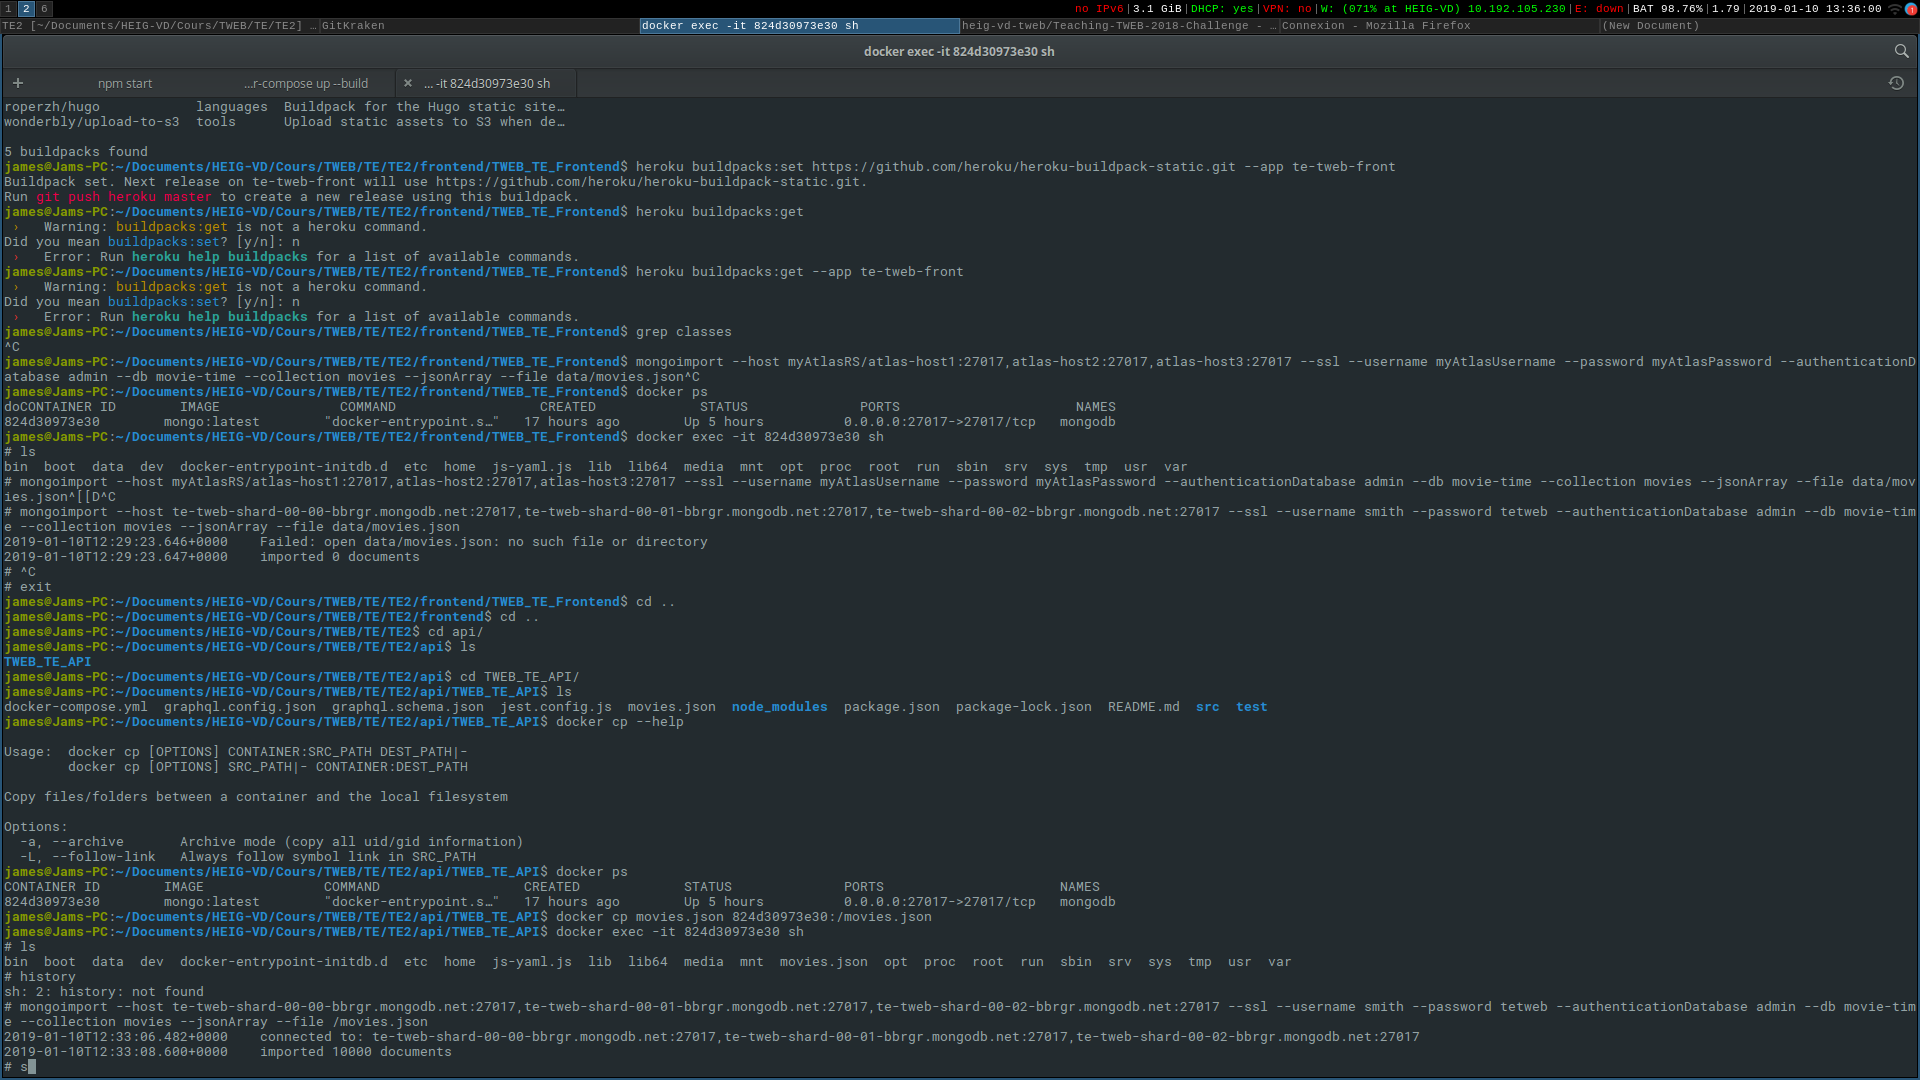 1 2 6
no IPv6|3.1 GiB|DHCP: yes|VPN: no|W: (071% at HEIG-VD) 10.192.105.230|E: down|BAT 98.76%|1.79|2019-01-10 13:36:00
TE2 [~/Documents/HEIG-VD/Cours/TWEB/TE/TE2] … GitKraken docker exec -it 824d30973e30 sh heig-vd-tweb/Teaching-TWEB-2018-Challenge - … Connexion - Mozilla Firefox (New Document)
docker exec -it 824d30973e30 sh
+ npm start ...r-compose up --build × ... -it 824d30973e30 sh
roperzh/hugo            languages  Buildpack for the Hugo static site…
wonderbly/upload-to-s3  tools      Upload static assets to S3 when de…
5 buildpacks found
james@Jams-PC:~/Documents/HEIG-VD/Cours/TWEB/TE/TE2/frontend/TWEB_TE_Frontend$ heroku buildpacks:set https://github.com/heroku/heroku-buildpack-static.git --app te-tweb-front
Buildpack set. Next release on te-tweb-front will use https://github.com/heroku/heroku-buildpack-static.git.
Run git push heroku master to create a new release using this buildpack.
james@Jams-PC:~/Documents/HEIG-VD/Cours/TWEB/TE/TE2/frontend/TWEB_TE_Frontend$ heroku buildpacks:get
 ›   Warning: buildpacks:get is not a heroku command.
Did you mean buildpacks:set? [y/n]: n
 ›   Error: Run heroku help buildpacks for a list of available commands.
james@Jams-PC:~/Documents/HEIG-VD/Cours/TWEB/TE/TE2/frontend/TWEB_TE_Frontend$ heroku buildpacks:get --app te-tweb-front
 ›   Warning: buildpacks:get is not a heroku command.
Did you mean buildpacks:set? [y/n]: n
 ›   Error: Run heroku help buildpacks for a list of available commands.
james@Jams-PC:~/Documents/HEIG-VD/Cours/TWEB/TE/TE2/frontend/TWEB_TE_Frontend$ grep classes
^C
james@Jams-PC:~/Documents/HEIG-VD/Cours/TWEB/TE/TE2/frontend/TWEB_TE_Frontend$ mongoimport --host myAtlasRS/atlas-host1:27017,atlas-host2:27017,atlas-host3:27017 --ssl --username myAtlasUsername --password myAtlasPassword --authenticationD
atabase admin --db movie-time --collection movies --jsonArray --file data/movies.json^C
james@Jams-PC:~/Documents/HEIG-VD/Cours/TWEB/TE/TE2/frontend/TWEB_TE_Frontend$ docker ps
doCONTAINER ID        IMAGE               COMMAND                  CREATED             STATUS              PORTS                      NAMES
824d30973e30        mongo:latest        "docker-entrypoint.s…"   17 hours ago        Up 5 hours          0.0.0.0:27017->27017/tcp   mongodb
james@Jams-PC:~/Documents/HEIG-VD/Cours/TWEB/TE/TE2/frontend/TWEB_TE_Frontend$ docker exec -it 824d30973e30 sh
# ls
bin  boot  data  dev  docker-entrypoint-initdb.d  etc  home  js-yaml.js  lib  lib64  media  mnt  opt  proc  root  run  sbin  srv  sys  tmp  usr  var
# mongoimport --host myAtlasRS/atlas-host1:27017,atlas-host2:27017,atlas-host3:27017 --ssl --username myAtlasUsername --password myAtlasPassword --authenticationDatabase admin --db movie-time --collection movies --jsonArray --file data/mov
ies.json^[[D^C
# mongoimport --host te-tweb-shard-00-00-bbrgr.mongodb.net:27017,te-tweb-shard-00-01-bbrgr.mongodb.net:27017,te-tweb-shard-00-02-bbrgr.mongodb.net:27017 --ssl --username smith --password tetweb --authenticationDatabase admin --db movie-tim
e --collection movies --jsonArray --file data/movies.json
2019-01-10T12:29:23.646+0000    Failed: open data/movies.json: no such file or directory
2019-01-10T12:29:23.647+0000    imported 0 documents
# ^C
# exit
james@Jams-PC:~/Documents/HEIG-VD/Cours/TWEB/TE/TE2/frontend/TWEB_TE_Frontend$ cd ..
james@Jams-PC:~/Documents/HEIG-VD/Cours/TWEB/TE/TE2/frontend$ cd ..
james@Jams-PC:~/Documents/HEIG-VD/Cours/TWEB/TE/TE2$ cd api/
james@Jams-PC:~/Documents/HEIG-VD/Cours/TWEB/TE/TE2/api$ ls
TWEB_TE_API
james@Jams-PC:~/Documents/HEIG-VD/Cours/TWEB/TE/TE2/api$ cd TWEB_TE_API/
james@Jams-PC:~/Documents/HEIG-VD/Cours/TWEB/TE/TE2/api/TWEB_TE_API$ ls
docker-compose.yml  graphql.config.json  graphql.schema.json  jest.config.js  movies.json  node_modules  package.json  package-lock.json  README.md  src  test
james@Jams-PC:~/Documents/HEIG-VD/Cours/TWEB/TE/TE2/api/TWEB_TE_API$ docker cp --help
Usage:  docker cp [OPTIONS] CONTAINER:SRC_PATH DEST_PATH|-
        docker cp [OPTIONS] SRC_PATH|- CONTAINER:DEST_PATH
Copy files/folders between a container and the local filesystem
Options:
  -a, --archive       Archive mode (copy all uid/gid information)
  -L, --follow-link   Always follow symbol link in SRC_PATH
james@Jams-PC:~/Documents/HEIG-VD/Cours/TWEB/TE/TE2/api/TWEB_TE_API$ docker ps
CONTAINER ID        IMAGE               COMMAND                  CREATED             STATUS              PORTS                      NAMES
824d30973e30        mongo:latest        "docker-entrypoint.s…"   17 hours ago        Up 5 hours          0.0.0.0:27017->27017/tcp   mongodb
james@Jams-PC:~/Documents/HEIG-VD/Cours/TWEB/TE/TE2/api/TWEB_TE_API$ docker cp movies.json 824d30973e30:/movies.json
james@Jams-PC:~/Documents/HEIG-VD/Cours/TWEB/TE/TE2/api/TWEB_TE_API$ docker exec -it 824d30973e30 sh
# ls
bin  boot  data  dev  docker-entrypoint-initdb.d  etc  home  js-yaml.js  lib  lib64  media  mnt  movies.json  opt  proc  root  run  sbin  srv  sys  tmp  usr  var
# history
sh: 2: history: not found
# mongoimport --host te-tweb-shard-00-00-bbrgr.mongodb.net:27017,te-tweb-shard-00-01-bbrgr.mongodb.net:27017,te-tweb-shard-00-02-bbrgr.mongodb.net:27017 --ssl --username smith --password tetweb --authenticationDatabase admin --db movie-tim
e --collection movies --jsonArray --file /movies.json
2019-01-10T12:33:06.482+0000    connected to: te-tweb-shard-00-00-bbrgr.mongodb.net:27017,te-tweb-shard-00-01-bbrgr.mongodb.net:27017,te-tweb-shard-00-02-bbrgr.mongodb.net:27017
2019-01-10T12:33:08.600+0000    imported 10000 documents
# s